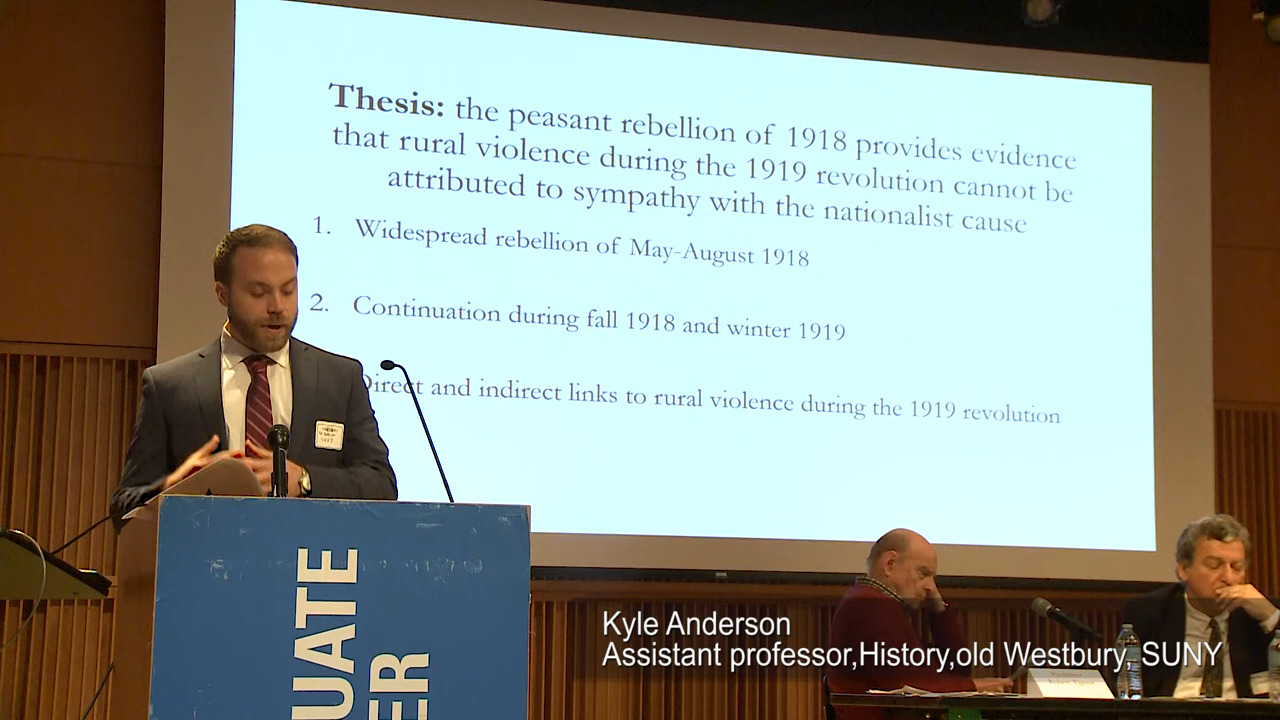 Thesis: the peasant rebellion of 1918 provides evidence
that rural violence during the 1919 revolution cannot be
attributed to sympathy with the nationalist cause
1. Widespread rebellion of May-August 1918
2. Continuation during fall 1918 and winter 1919
Direct and indirect links to rural violence during the 1919 revolution
UATE
ER
Kyle Anderson
Assistant professor,History,old Westbury, SUNY